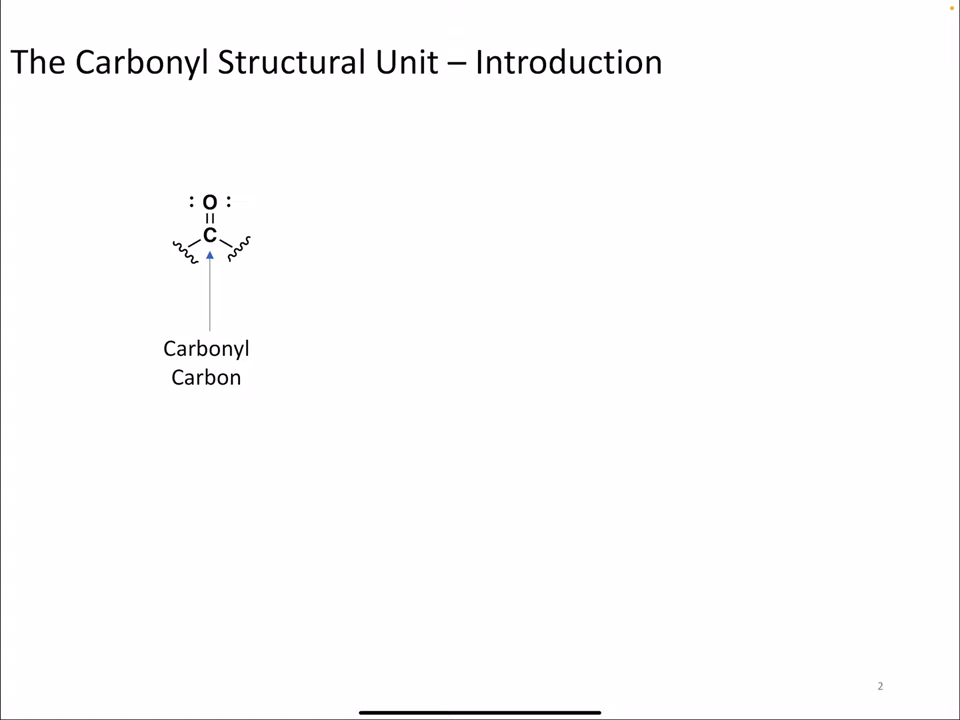 The Carbonyl Structural Unit – Introduction
: O :
C
Carbonyl
Carbon
2